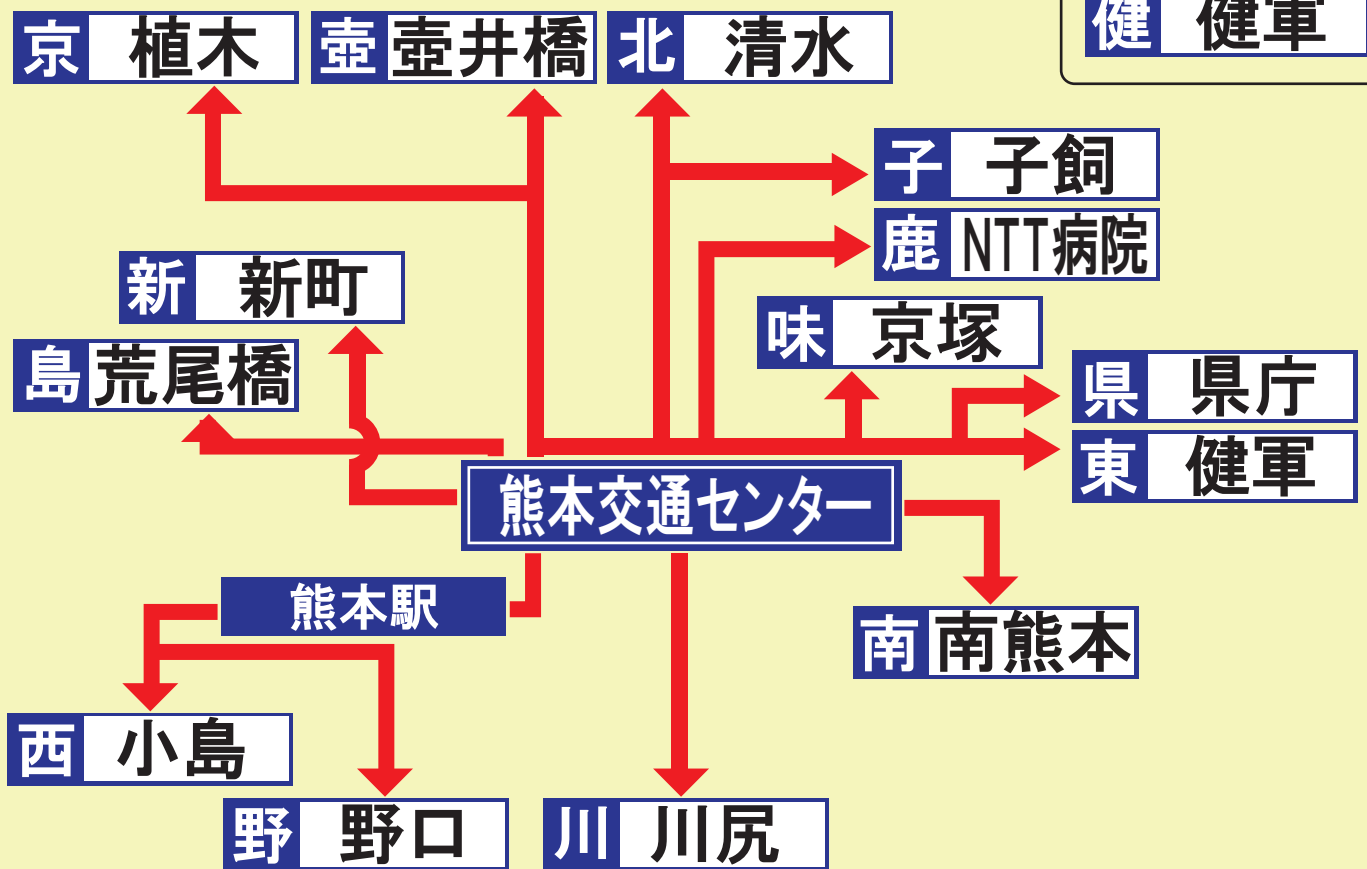 京 植木
壺 壺井橋
北 清水
健 健軍
子 子飼
鹿 NTT病院
新 新町
味 京塚
島 荒尾橋
県 県庁
東 健軍
熊本交通センター
熊本駅
南 南熊本
西 小島
野 野口
川 川尻